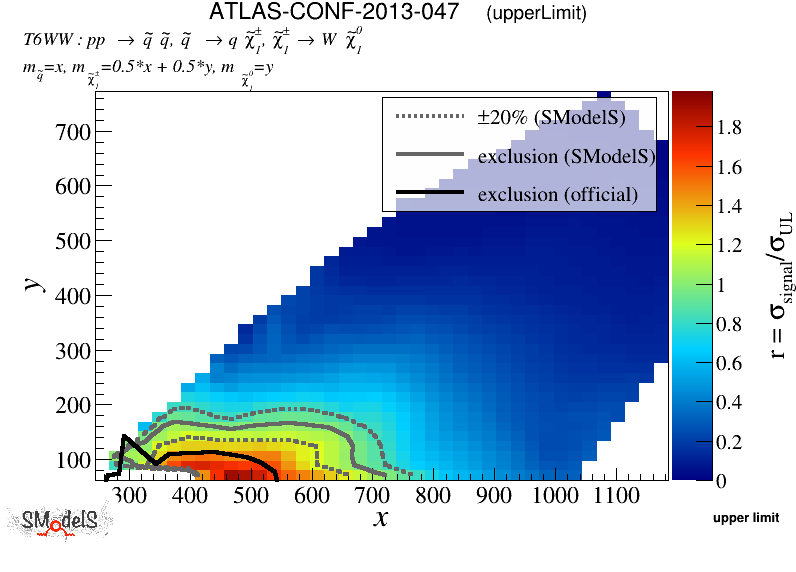 ATLAS-CONF-2013-047 (upperLimit)
T6WW : pp → q̃ q̃, q̃ → q χ̃₁±, χ̃₁± → W χ̃₁⁰
m_q̃=x, m_χ̃₁±=0.5*x + 0.5*y, m_χ̃₁⁰=y
±20% (SModelS)
exclusion (SModelS)
exclusion (official)
700
600
500
400
300
200
100
y
300 400 500 600 700 800 900 1000 1100
x
1.8
1.6
1.4
1.2
1
0.8
0.6
0.4
0.2
0
r = σ_signal/σ_UL
SModelS
upper limit